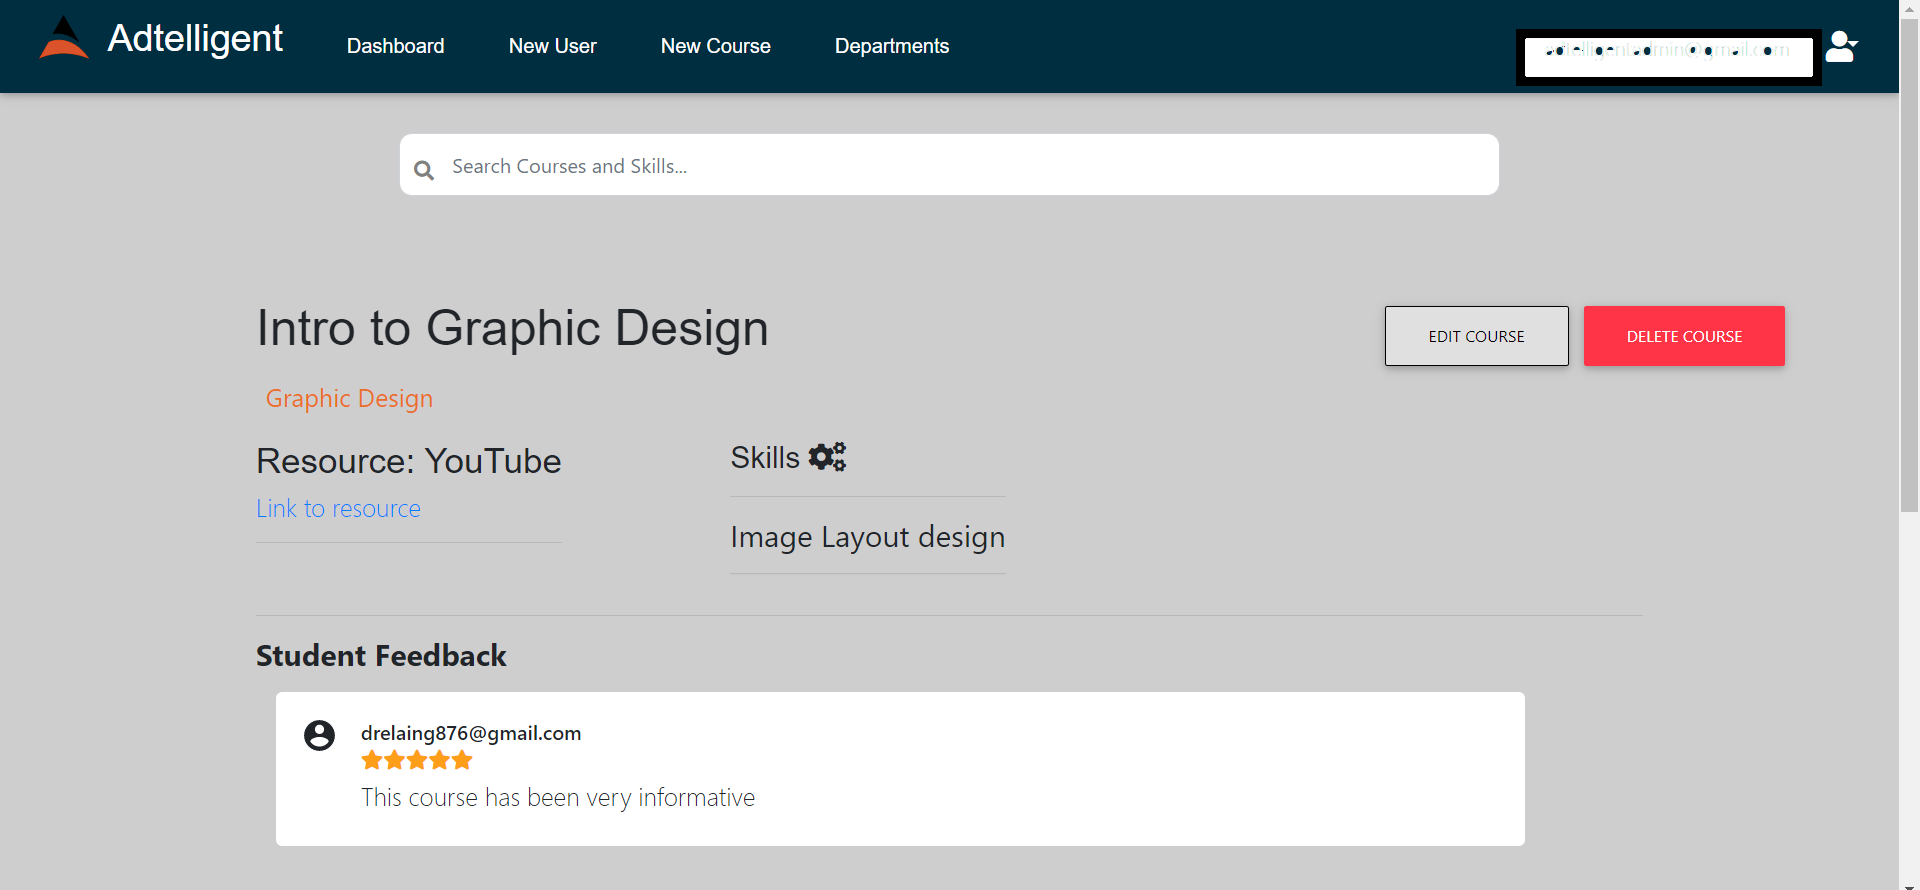 Adtelligent
Dashboard
New User
New Course
Departments
Search Courses and Skills...
Intro to Graphic Design
EDIT COURSE
DELETE COURSE
Graphic Design
Resource: YouTube
Link to resource
Skills
Image Layout design
Student Feedback
drelaing876@gmail.com
This course has been very informative